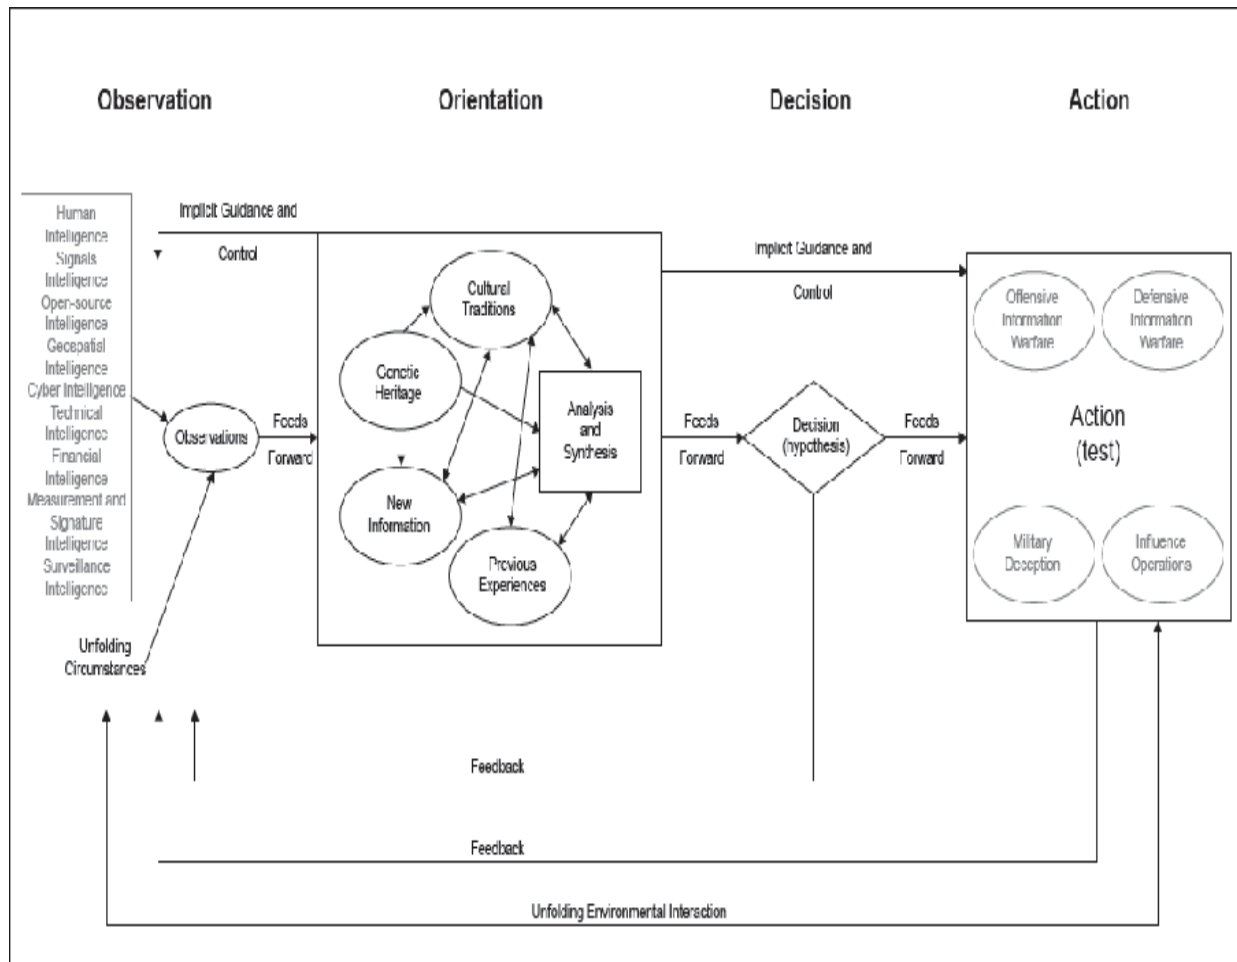 Observation
Orientation
Decision
Action
Human
Intelligence
Signals
Intelligence
Open-source
Intelligence
Geospatial
Intelligence
Cyber Intelligence
Technical
Intelligence
Financial
Intelligence
Measurement and
Signature
Intelligence
Surveillance
Intelligence
Unfolding
Circumstances
Observations
Implicit Guidance and
Control
Feeds
Forward
Cultural
Traditions
Genetic
Heritage
Analysis
and
Synthesis
New
Information
Previous
Experiences
Feeds
Forward
Implicit Guidance and
Control
Decision
(hypothesis)
Feeds
Forward
Offensive
Information
Warfare
Defensive
Information
Warfare
Action
(test)
Military
Deception
Influence
Operations
Feedback
Feedback
Unfolding Environmental Interaction